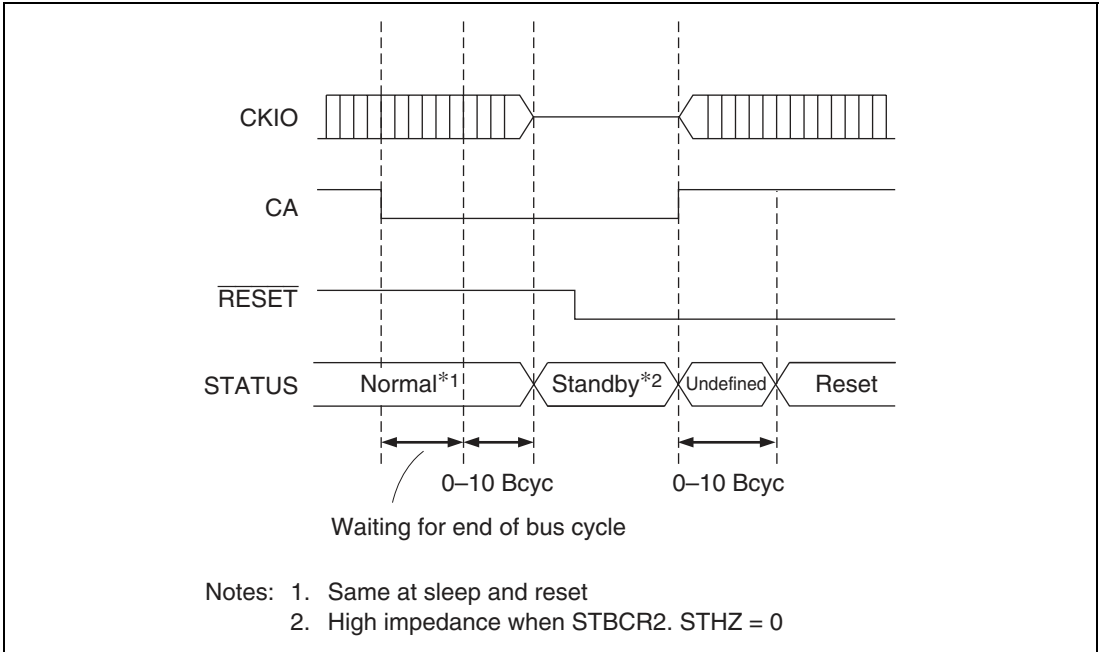 CKIO
CA
RESET
STATUS Normal*1 Standby*2 Undefined Reset
0–10 Bcyc 0–10 Bcyc
Waiting for end of bus cycle
Notes: 1. Same at sleep and reset
2. High impedance when STBCR2. STHZ = 0